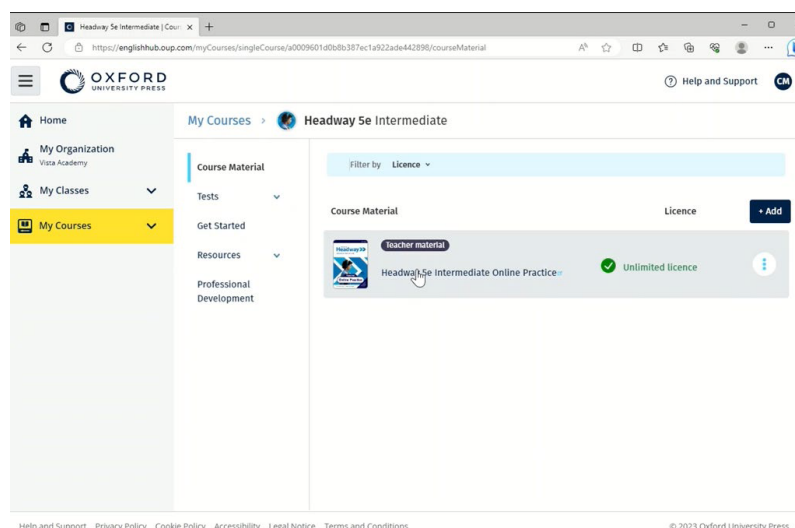 Headway 5e Intermediate | Cour
https://englishhub.oup.com/myCourses/singleCourse/a0009601d0b8b387ec1a922ade442898/courseMaterial
OXFORD
UNIVERSITY PRESS
Help and Support
CM
Home
My Organization
Vista Academy
My Classes
My Courses
My Courses > Headway 5e Intermediate
Course Material
Tests
Get Started
Resources
Professional
Development
Filter by Licence
Course Material Licence + Add
Teacher material
Headway 5e Intermediate Online Practice
Unlimited licence
Headway
Online Practice
Help and Support Privacy Policy Cookie Policy Accessibility Legal Notice Terms and Conditions © 2023 Oxford University Press